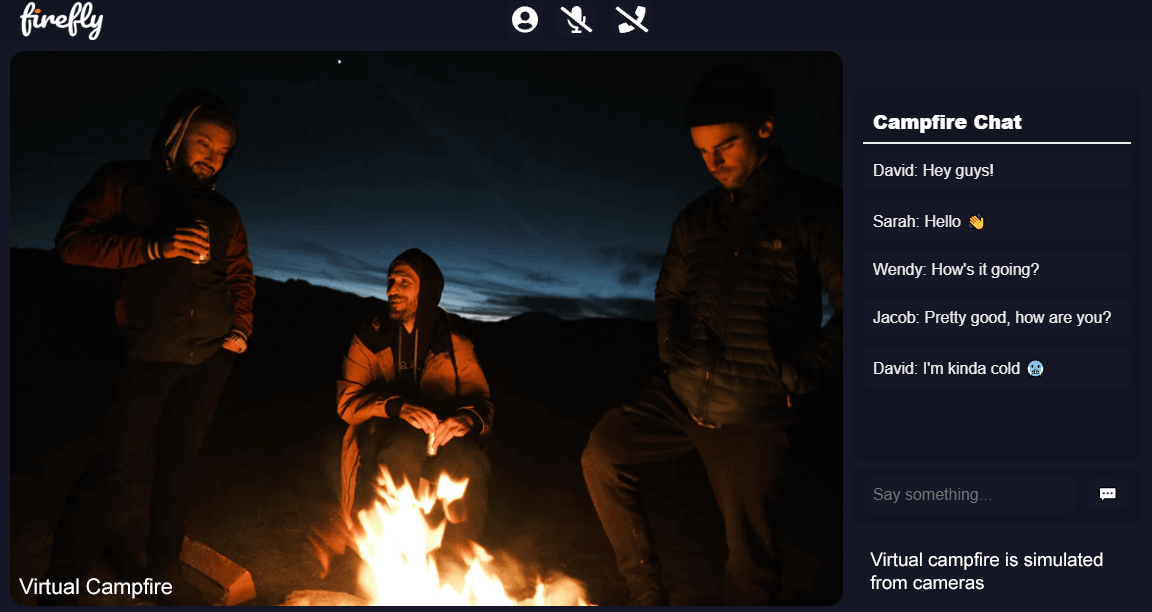 firefly
Campfire Chat
David: Hey guys!
Sarah: Hello 👋
Wendy: How's it going?
Jacob: Pretty good, how are you?
David: I'm kinda cold 🥶
Say something...
Virtual Campfire
Virtual campfire is simulated
from cameras